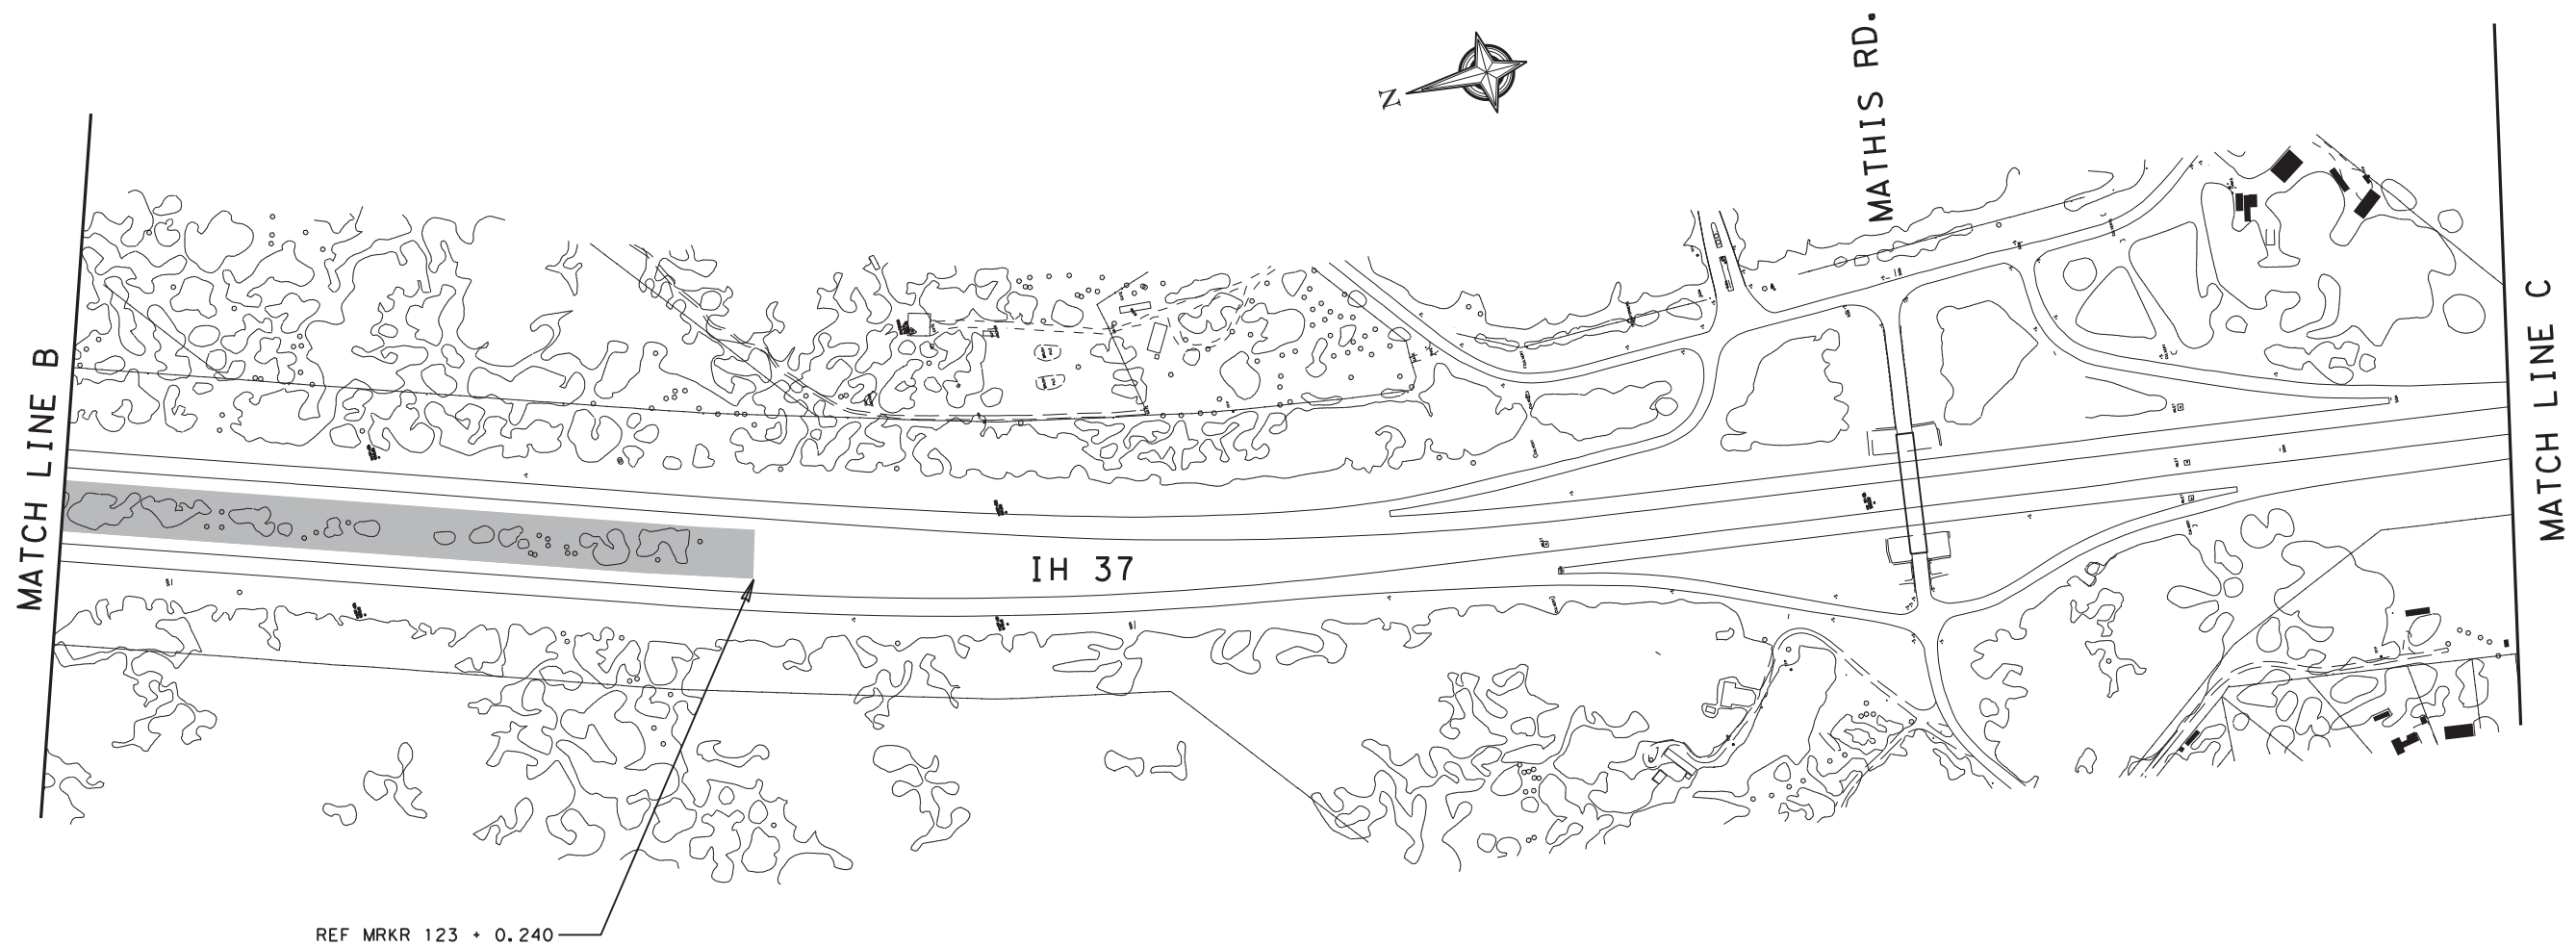 MATHIS RD.
N
MATCH LINE B
MATCH LINE C
IH 37
REF MRKR 123 + 0.240